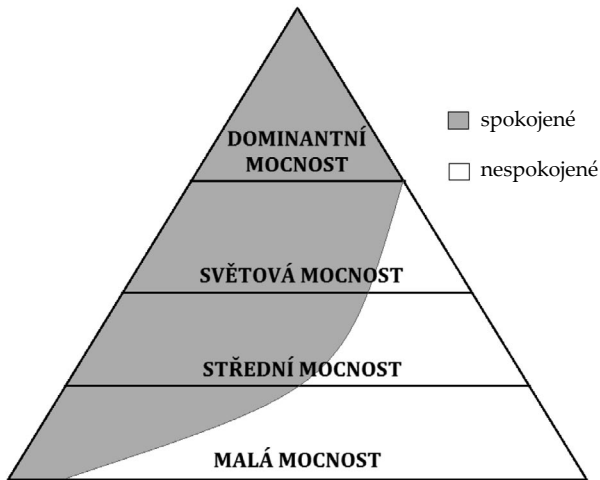 DOMINANTNÍ
MOCNOST
spokojené
nespokojené
SVĚTOVÁ MOCNOST
STŘEDNÍ MOCNOST
MALÁ MOCNOST